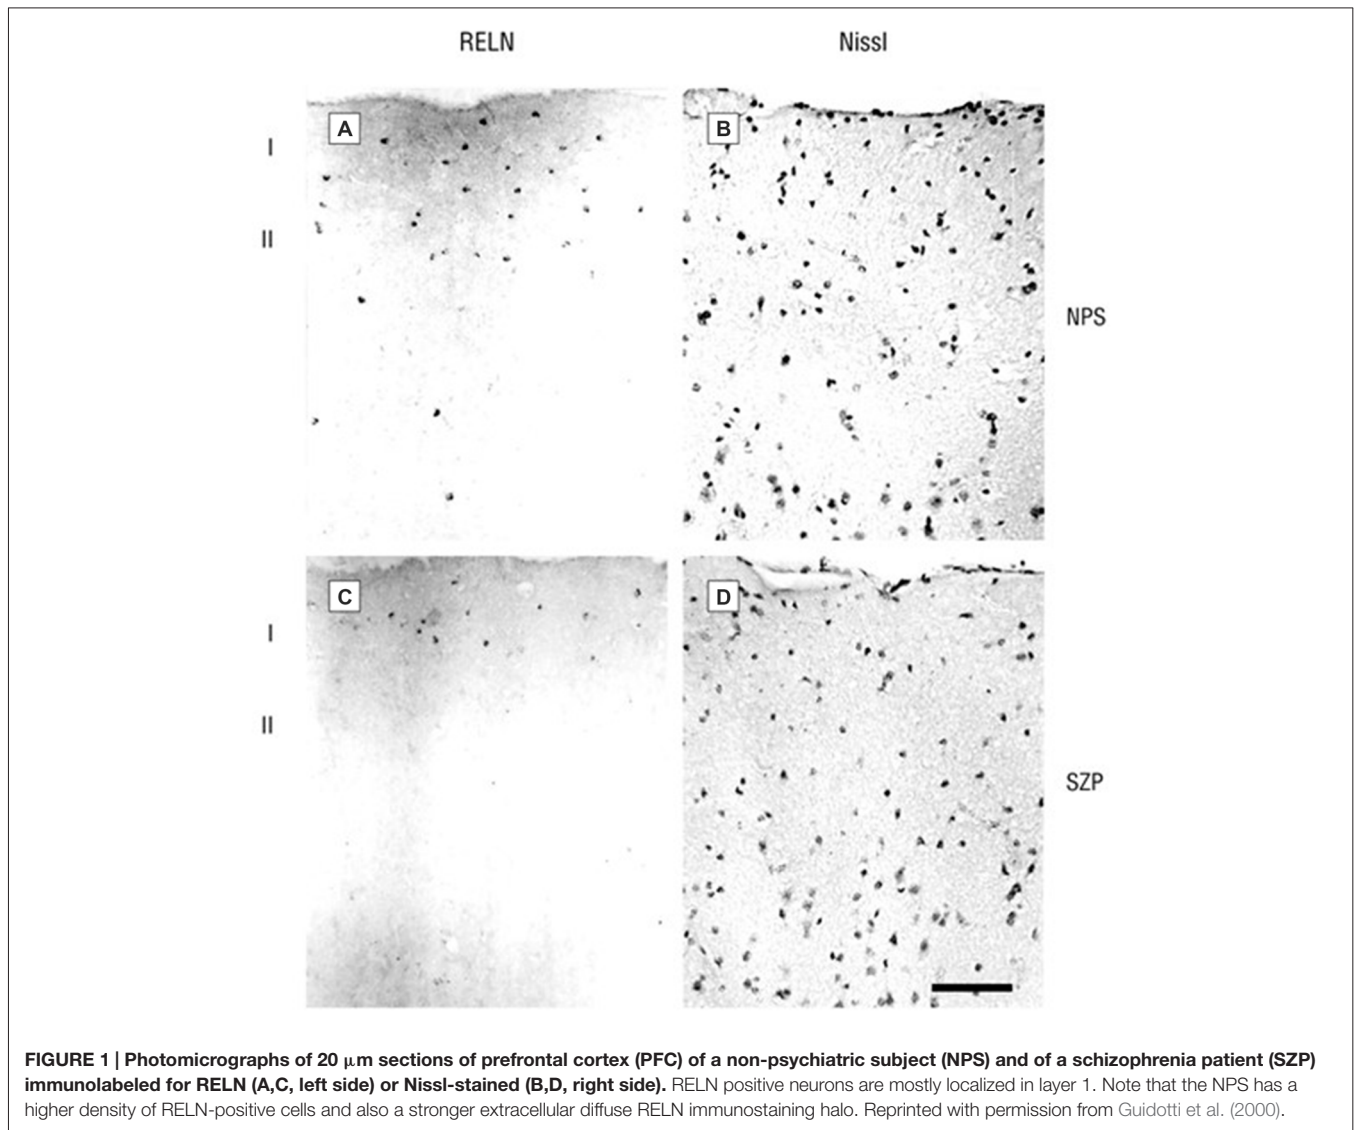 RELN
Nissl
A
B
I
II
NPS
C
D
I
II
SZP
FIGURE 1 | Photomicrographs of 20 μm sections of prefrontal cortex (PFC) of a non-psychiatric subject (NPS) and of a schizophrenia patient (SZP)
immunolabeled for RELN (A,C, left side) or Nissl-stained (B,D, right side). RELN positive neurons are mostly localized in layer 1. Note that the NPS has a
higher density of RELN-positive cells and also a stronger extracellular diffuse RELN immunostaining halo. Reprinted with permission from Guidotti et al. (2000).